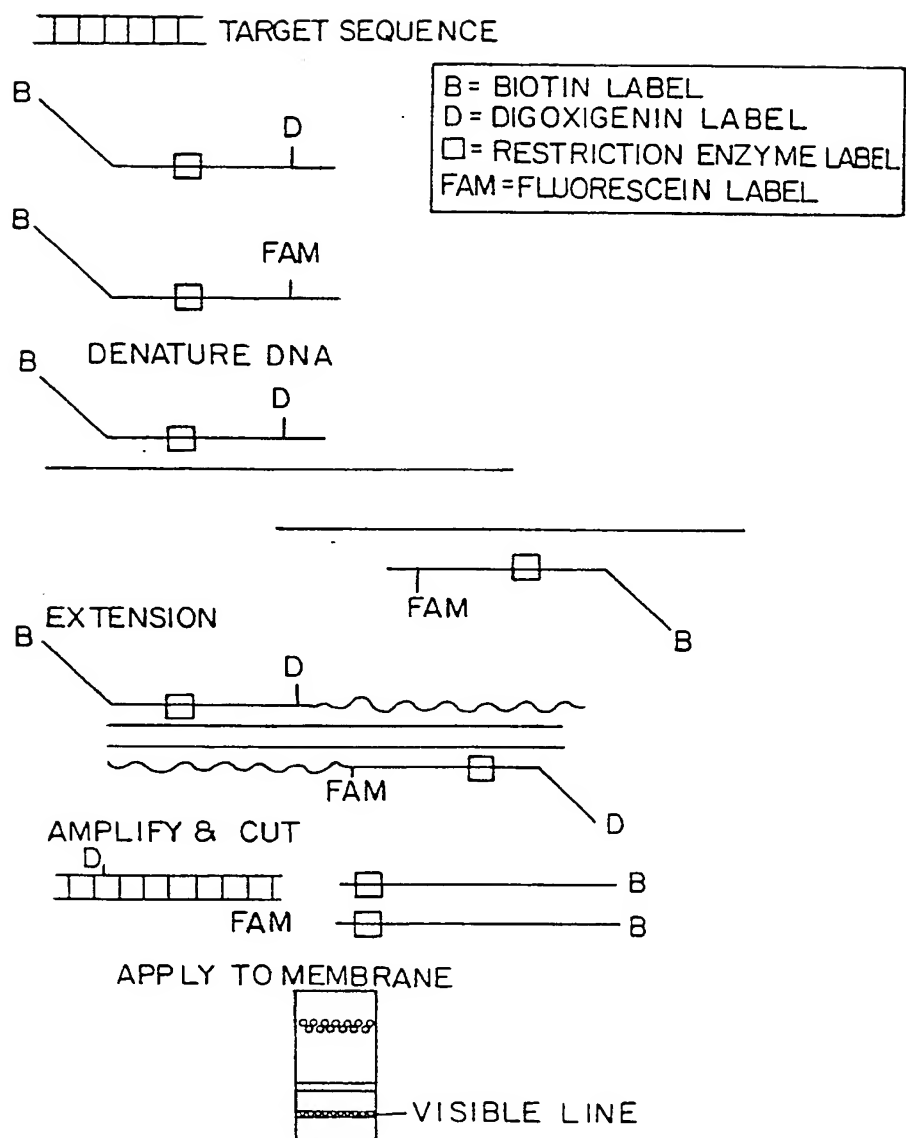 TARGET SEQUENCE
B = BIOTIN LABEL
D = DIGOXIGENIN LABEL
□ = RESTRICTION ENZYME LABEL
FAM = FLUORESCEIN LABEL
B
D
B
FAM
DENATURE DNA
B
D
FAM
B
EXTENSION
B
D
FAM
D
AMPLIFY & CUT
D
B
FAM
B
APPLY TO MEMBRANE
VISIBLE LINE